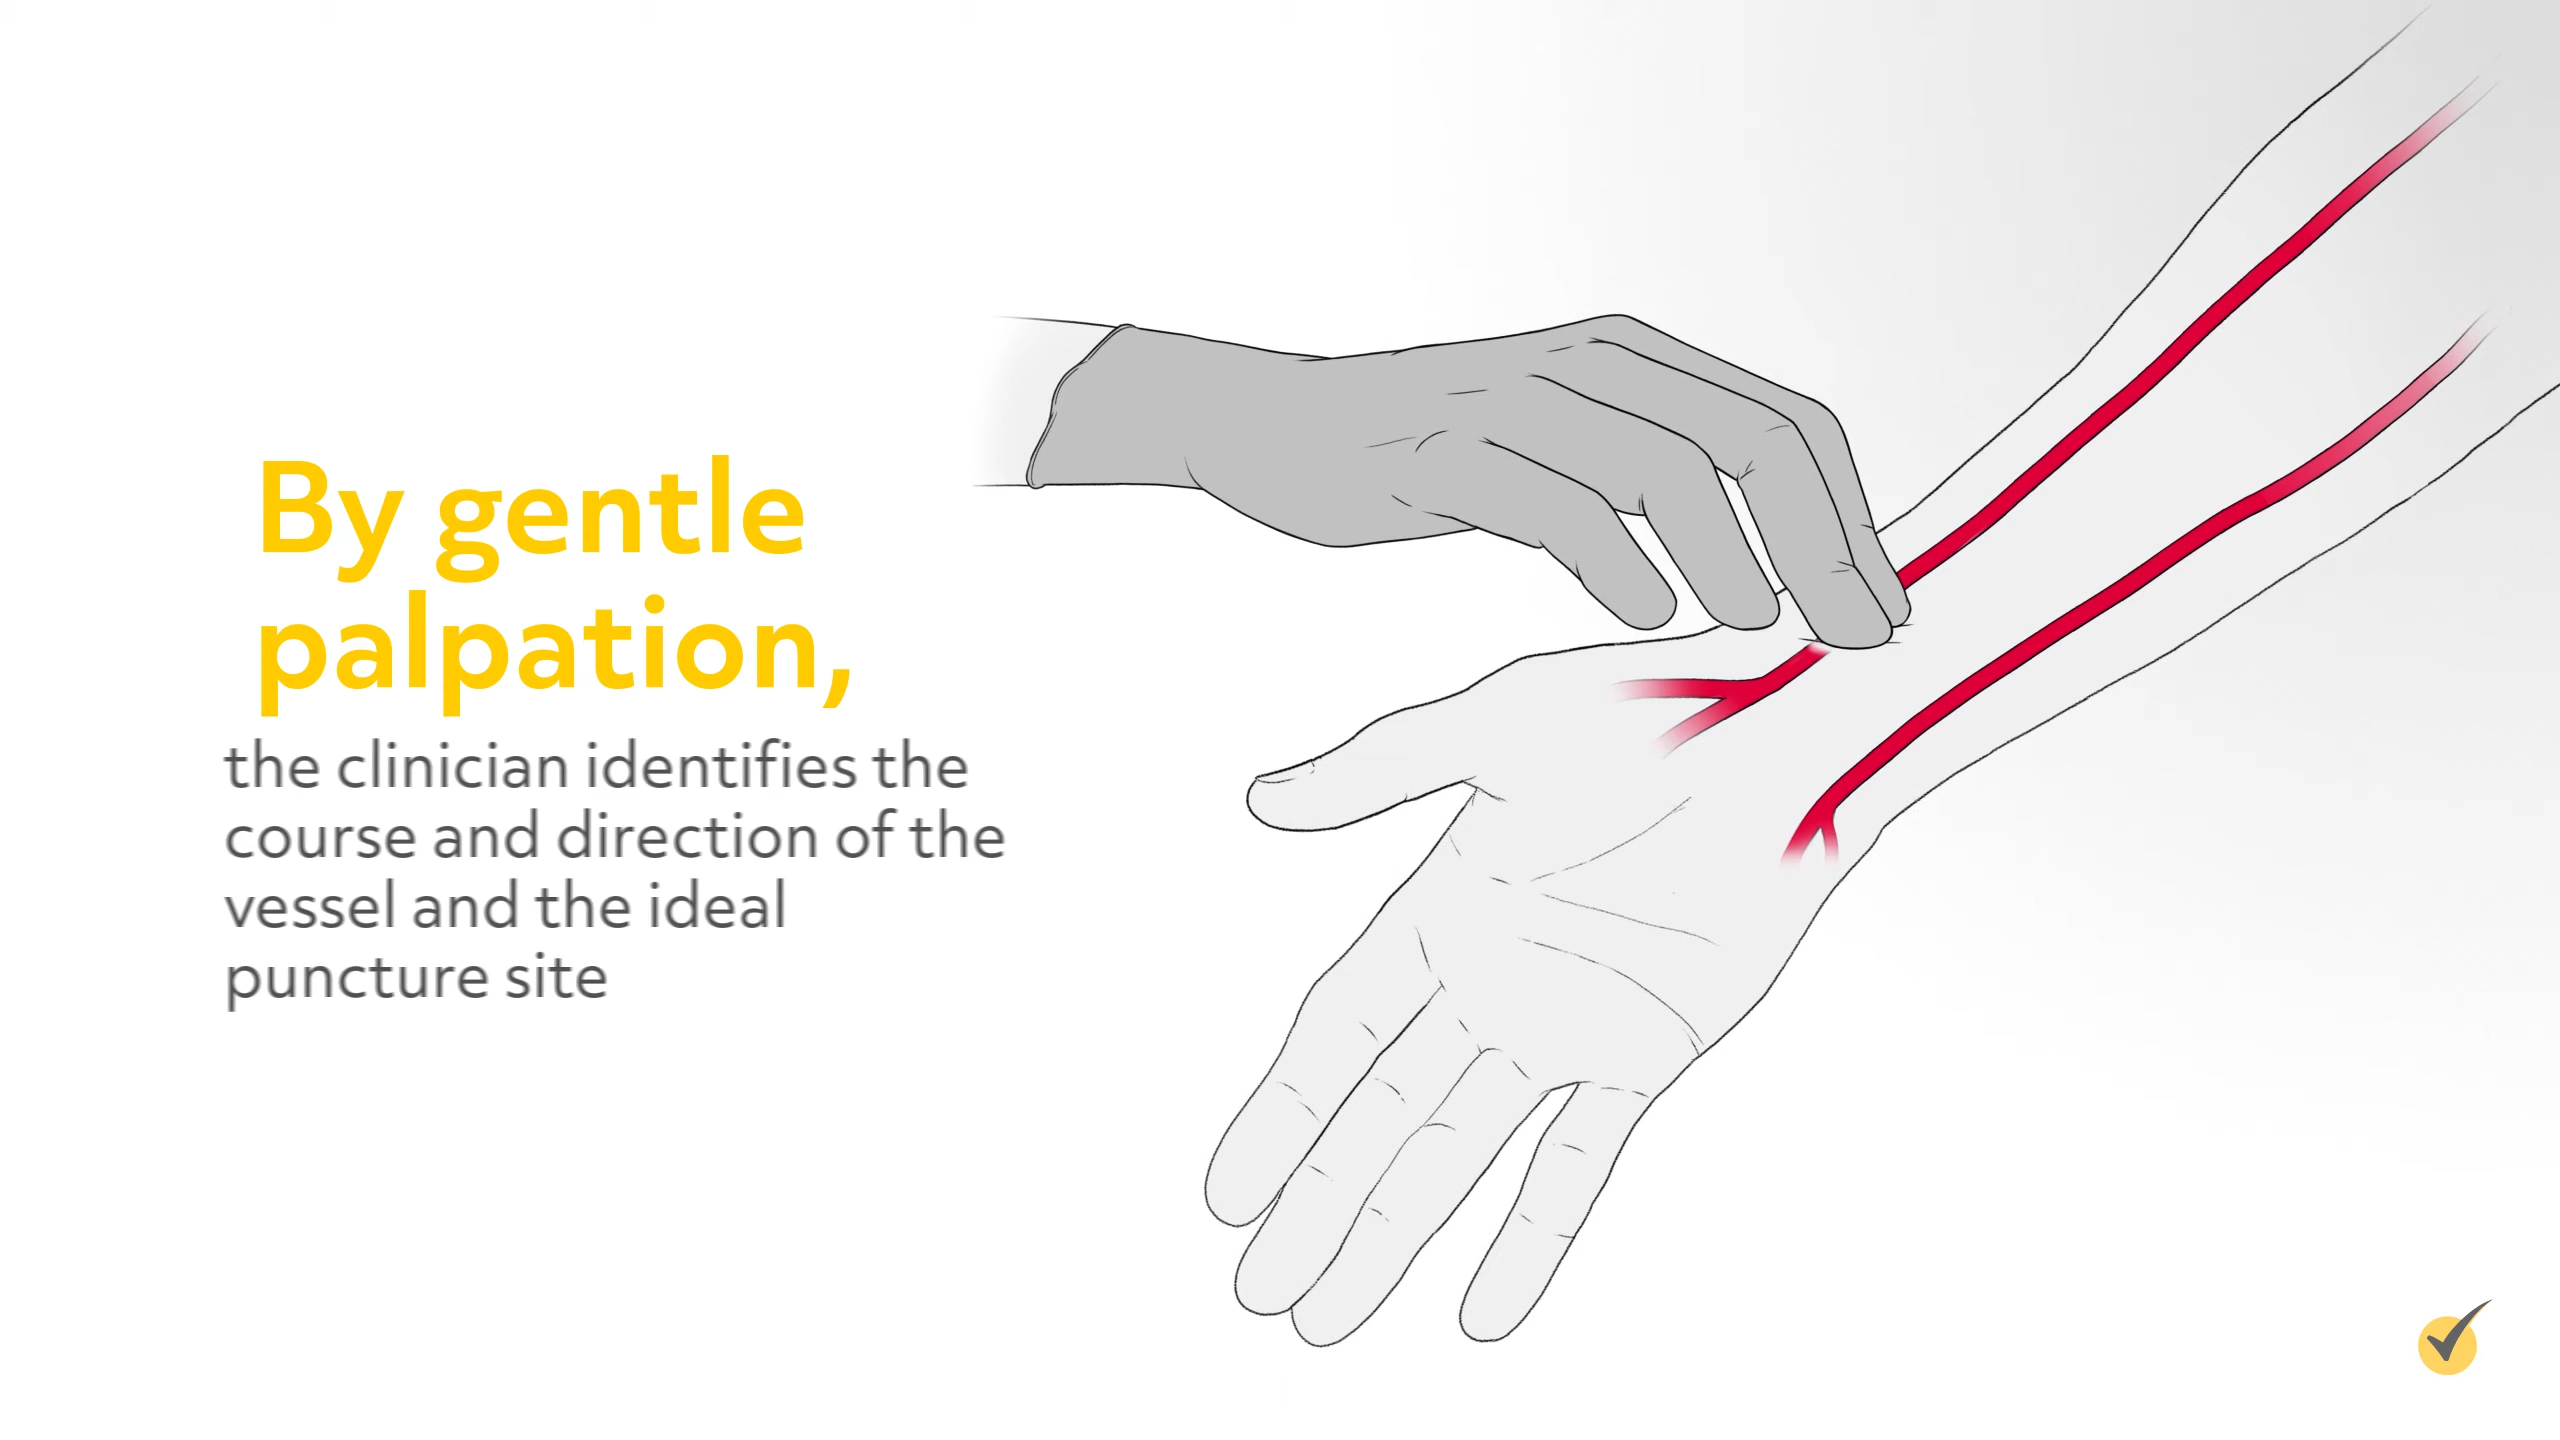 By gentle
palpation,
the clinician identifies the
course and direction of the
vessel and the ideal
puncture site